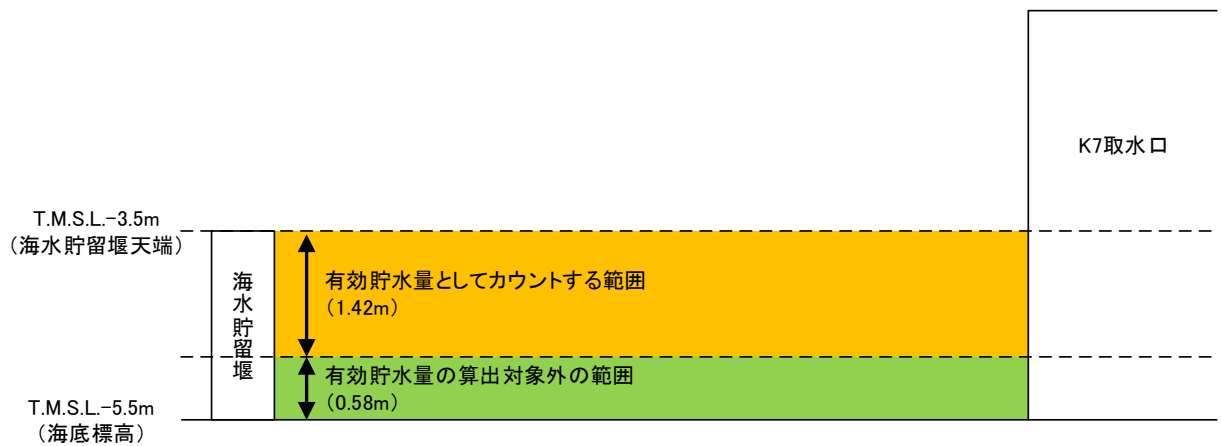 K7取水口
T.M.S.L.-3.5m
(海水貯留堰天端)
海水貯留堰
有効貯水量としてカウントする範囲
(1.42m)
有効貯水量の算出対象外の範囲
(0.58m)
T.M.S.L.-5.5m
(海底標高)